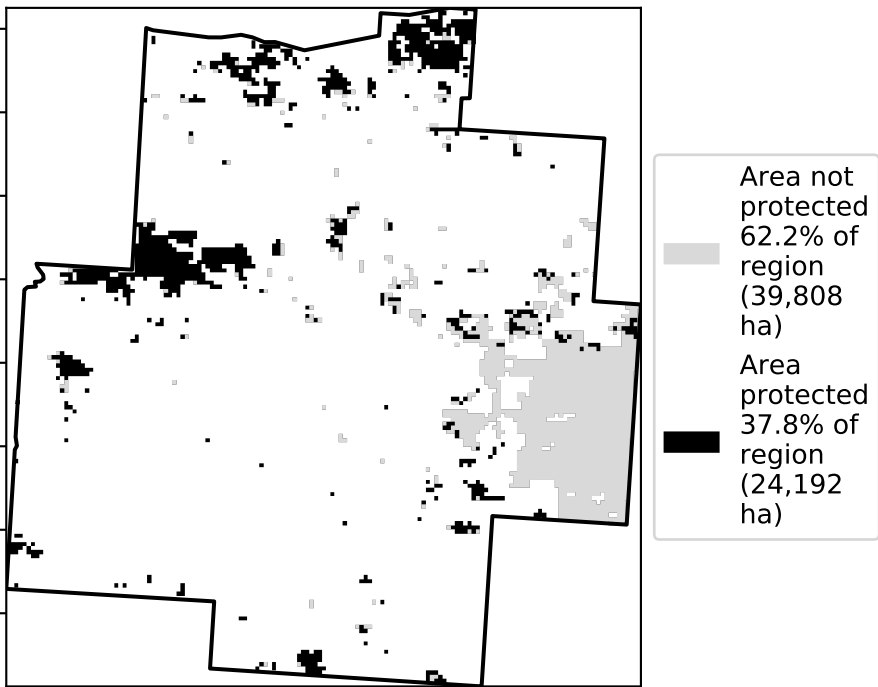 Area not
protected
62.2% of
region
(39,808
ha)
Area
protected
37.8% of
region
(24,192
ha)